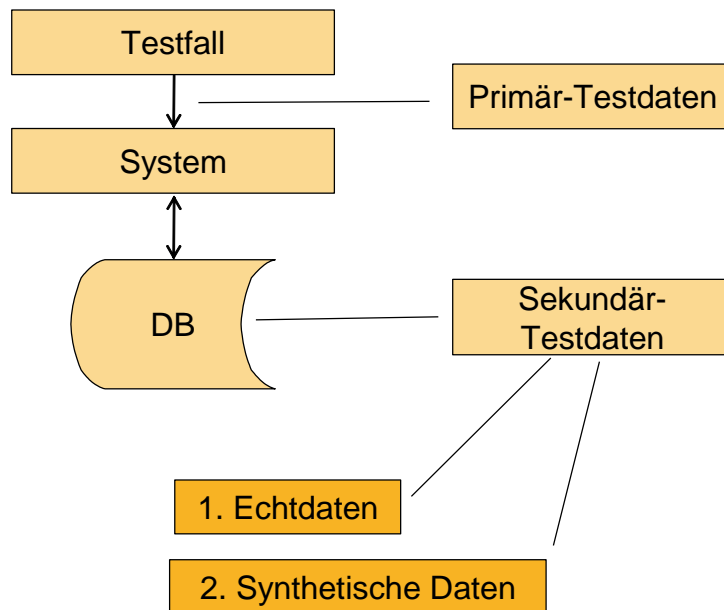 Testfall
Primär-Testdaten
System
Sekundär-
Testdaten
DB
1. Echtdaten
2. Synthetische Daten